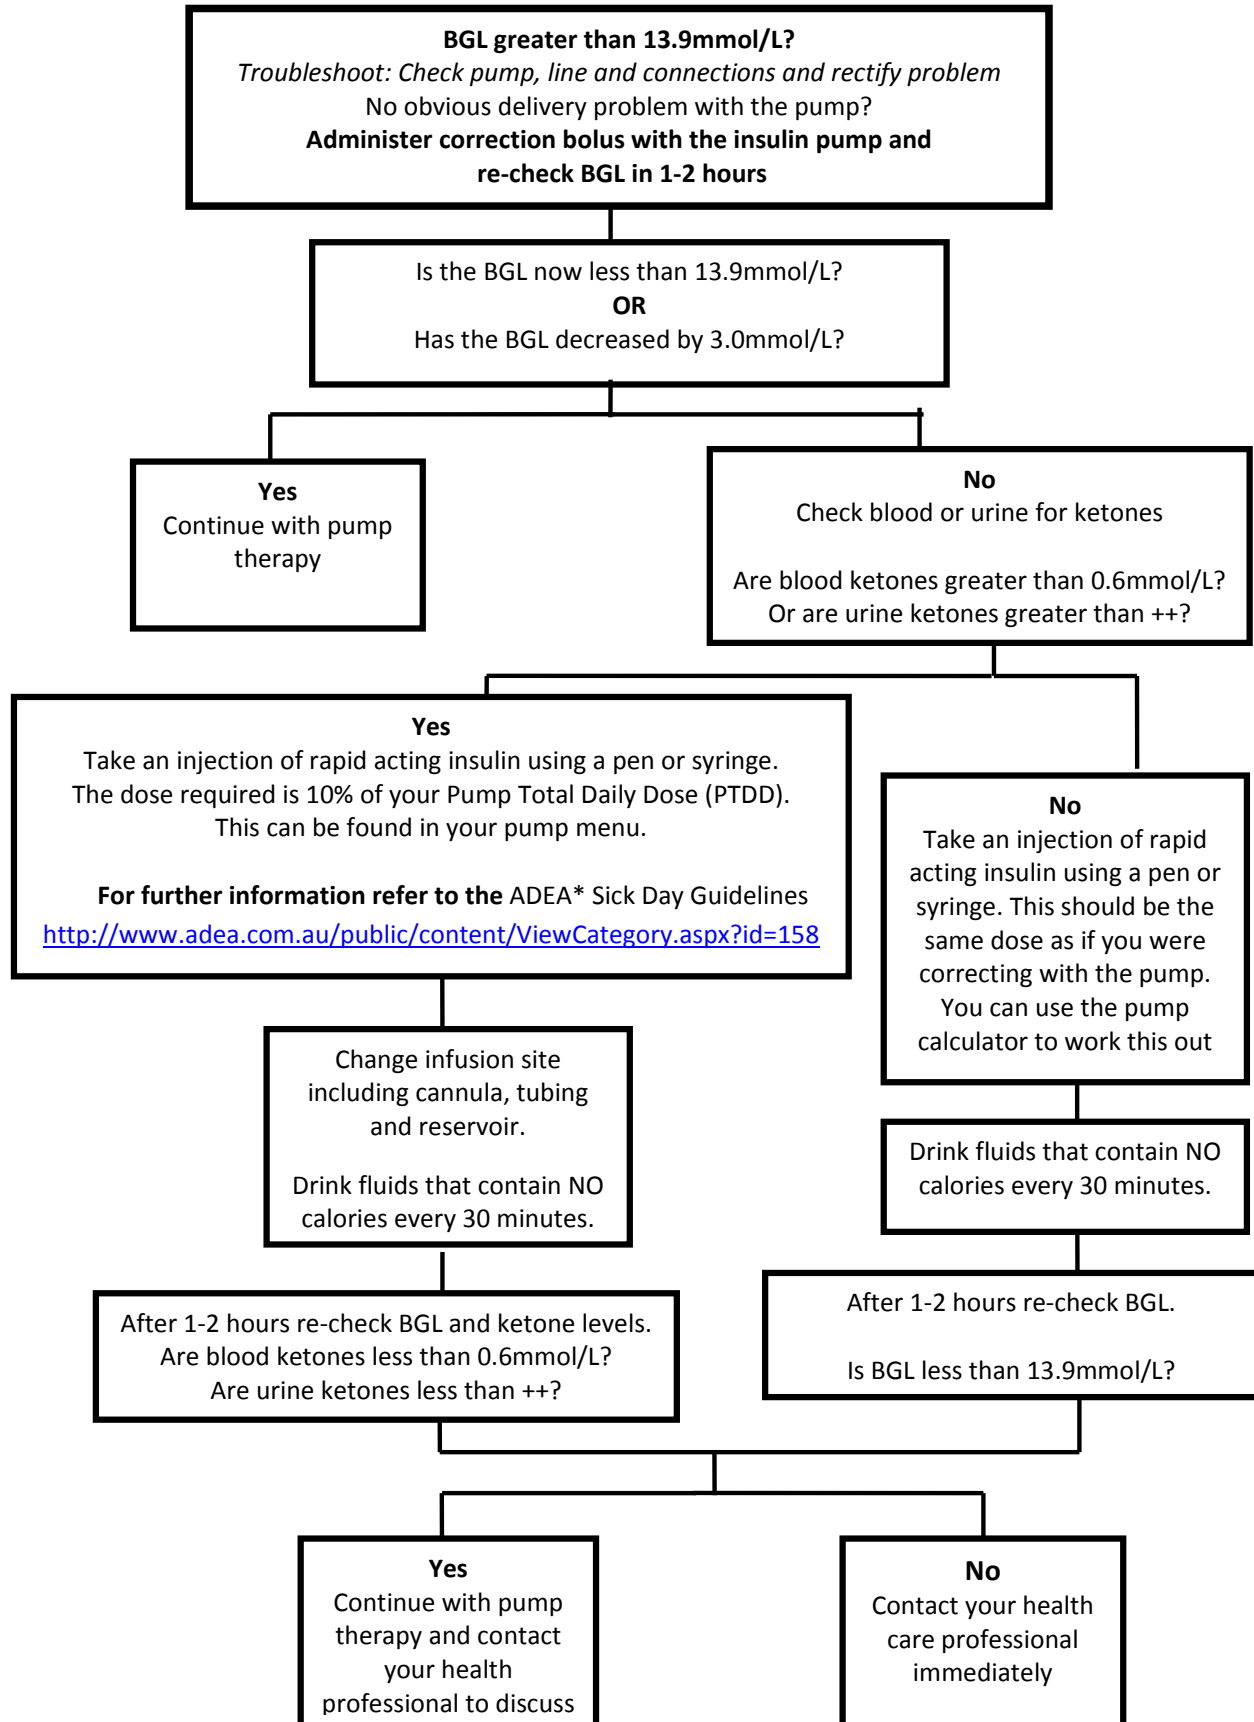 BGL greater than 13.9mmol/L?
Troubleshoot: Check pump, line and connections and rectify problem
No obvious delivery problem with the pump?
Administer correction bolus with the insulin pump and
re-check BGL in 1-2 hours
Is the BGL now less than 13.9mmol/L?
OR
Has the BGL decreased by 3.0mmol/L?
Yes
Continue with pump
therapy
No
Check blood or urine for ketones
Are blood ketones greater than 0.6mmol/L?
Or are urine ketones greater than ++?
Yes
Take an injection of rapid acting insulin using a pen or syringe.
The dose required is 10% of your Pump Total Daily Dose (PTDD).
This can be found in your pump menu.
For further information refer to the ADEA* Sick Day Guidelines
http://www.adea.com.au/public/content/ViewCategory.aspx?id=158
No
Take an injection of rapid
acting insulin using a pen or
syringe. This should be the
same dose as if you were
correcting with the pump.
You can use the pump
calculator to work this out
Change infusion site
including cannula, tubing
and reservoir.
Drink fluids that contain NO
calories every 30 minutes.
Drink fluids that contain NO
calories every 30 minutes.
After 1-2 hours re-check BGL and ketone levels.
Are blood ketones less than 0.6mmol/L?
Are urine ketones less than ++?
After 1-2 hours re-check BGL.
Is BGL less than 13.9mmol/L?
Yes
Continue with pump
therapy and contact
your health
professional to discuss
No
Contact your health
care professional
immediately